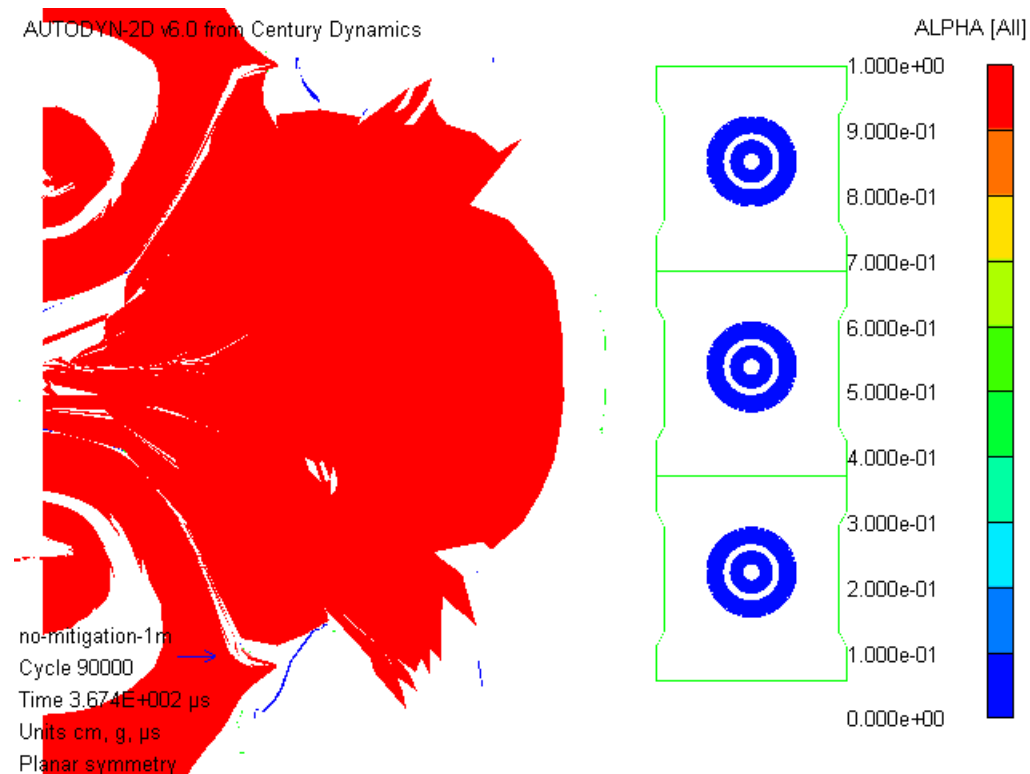 AUTODYN-2D v6.0 from Century Dynamics
ALPHA [All]
1.000e+00
9.000e-01
8.000e-01
7.000e-01
6.000e-01
5.000e-01
4.000e-01
3.000e-01
2.000e-01
1.000e-01
0.000e+00
no-mitigation-1m
Cycle 90000
Time 3.674E+002 µs
Units cm, g, µs
Planar symmetry